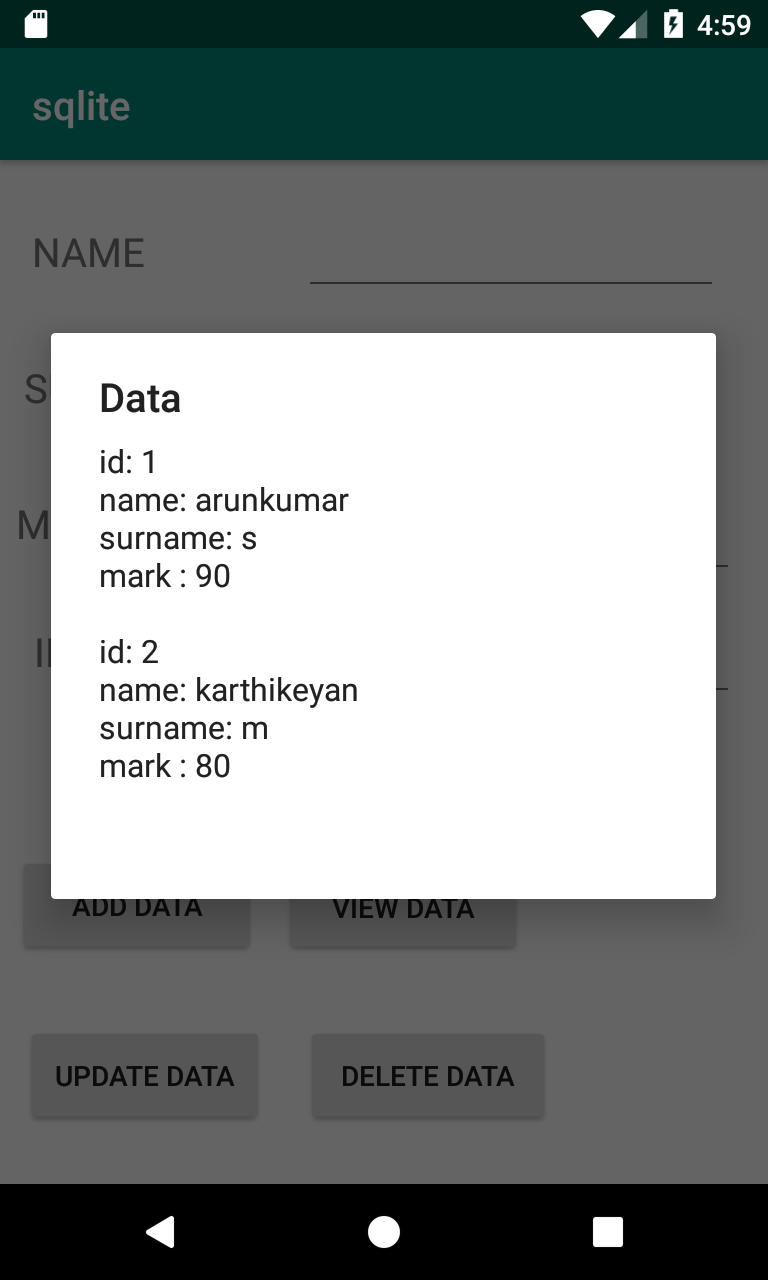 4:59
sqlite
NAME
S
Data
id: 1
name: arunkumar
surname: s
mark : 90
M
id: 2
name: karthikeyan
surname: m
mark : 80
ADD DATA
VIEW DATA
UPDATE DATA
DELETE DATA